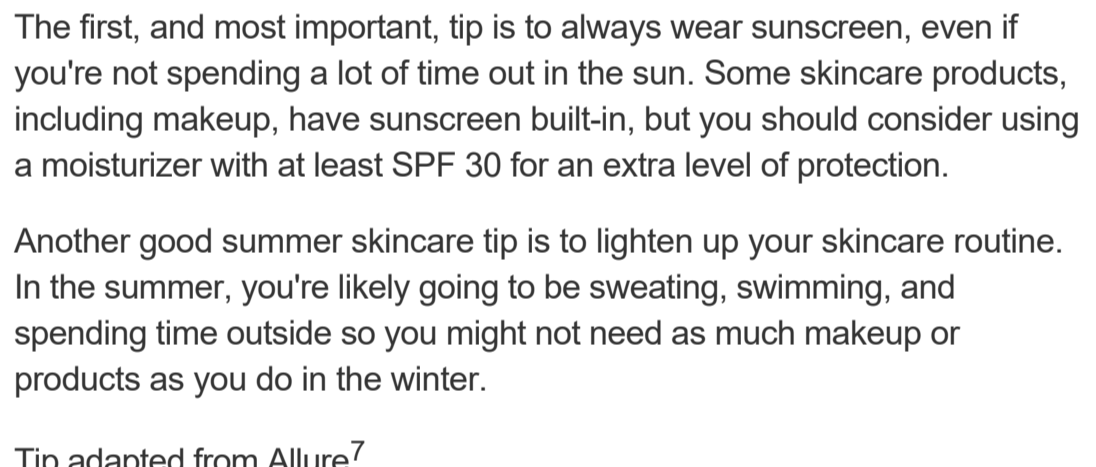 The first, and most important, tip is to always wear sunscreen, even if
you're not spending a lot of time out in the sun. Some skincare products,
including makeup, have sunscreen built-in, but you should consider using
a moisturizer with at least SPF 30 for an extra level of protection.
Another good summer skincare tip is to lighten up your skincare routine.
In the summer, you're likely going to be sweating, swimming, and
spending time outside so you might not need as much makeup or
products as you do in the winter.
Tip adapted from Allure7